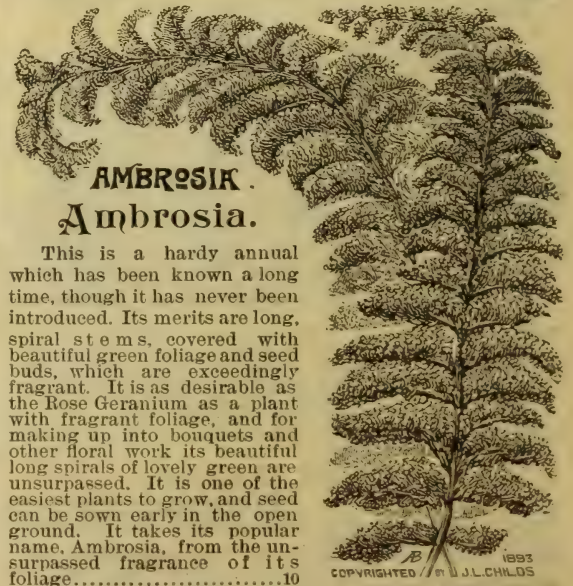 AMBROSIA.
Ambrosia.
This is a hardy annual
which has been known a long
time, though it has never been
introduced. Its merits are long,
spiral stems, covered with
beautiful green foliage and seed
buds, which are exceedingly
fragrant. It is as desirable as
the Rose Geranium as a plant
with fragrant foliage, and for
making up into bouquets and
other floral work its beautiful
long spirals of lovely green are
unsurpassed. It is one of the
easiest plants to grow, and seed
can be sown early in the open
ground. It takes its popular
name, Ambrosia, from the un-
surpassed fragrance of its
foliage........................10
AB
1893
COPYRIGHTED BY J.L.CHILDS